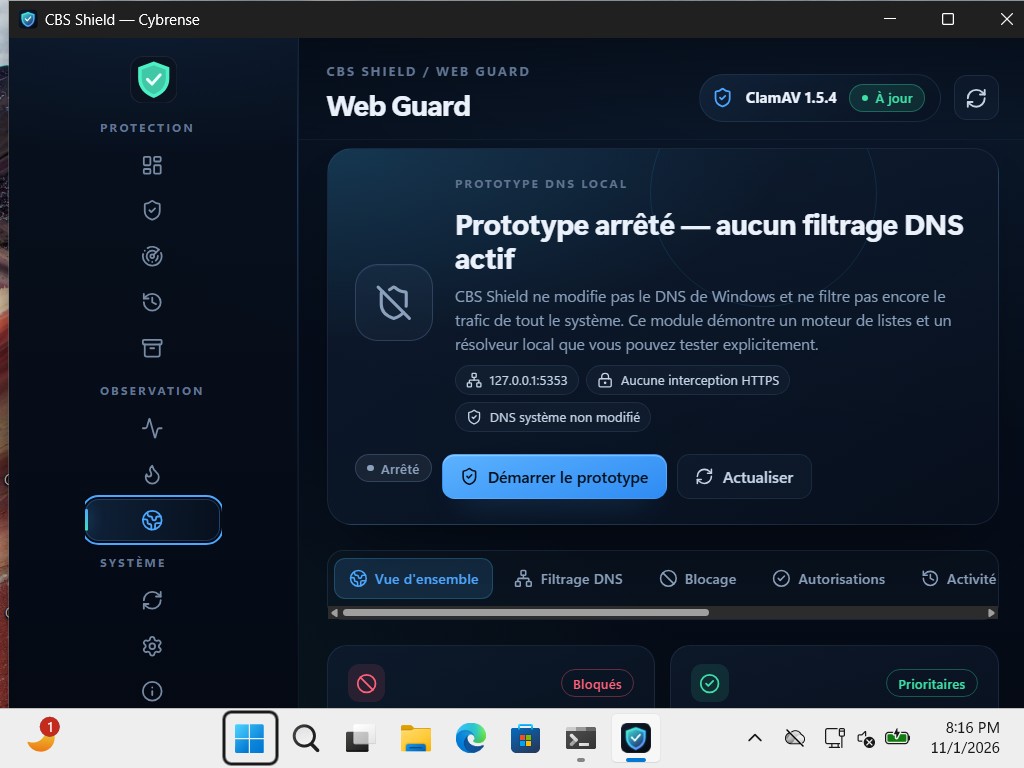 CBS Shield — Cybrense
PROTECTION
OBSERVATION
SYSTÈME
CBS SHIELD / WEB GUARD
Web Guard
ClamAV 1.5.4
À jour
PROTOTYPE DNS LOCAL
Prototype arrêté — aucun filtrage DNS
actif
CBS Shield ne modifie pas le DNS de Windows et ne filtre pas encore le
trafic de tout le système. Ce module démontre un moteur de listes et un
résolveur local que vous pouvez tester explicitement.
127.0.0.1:5353
Aucune interception HTTPS
DNS système non modifié
Arrêté
Démarrer le prototype
Actualiser
Vue d'ensemble
Filtrage DNS
Blocage
Autorisations
Activité
Bloqués
Prioritaires
1
8:16 PM
11/1/2026